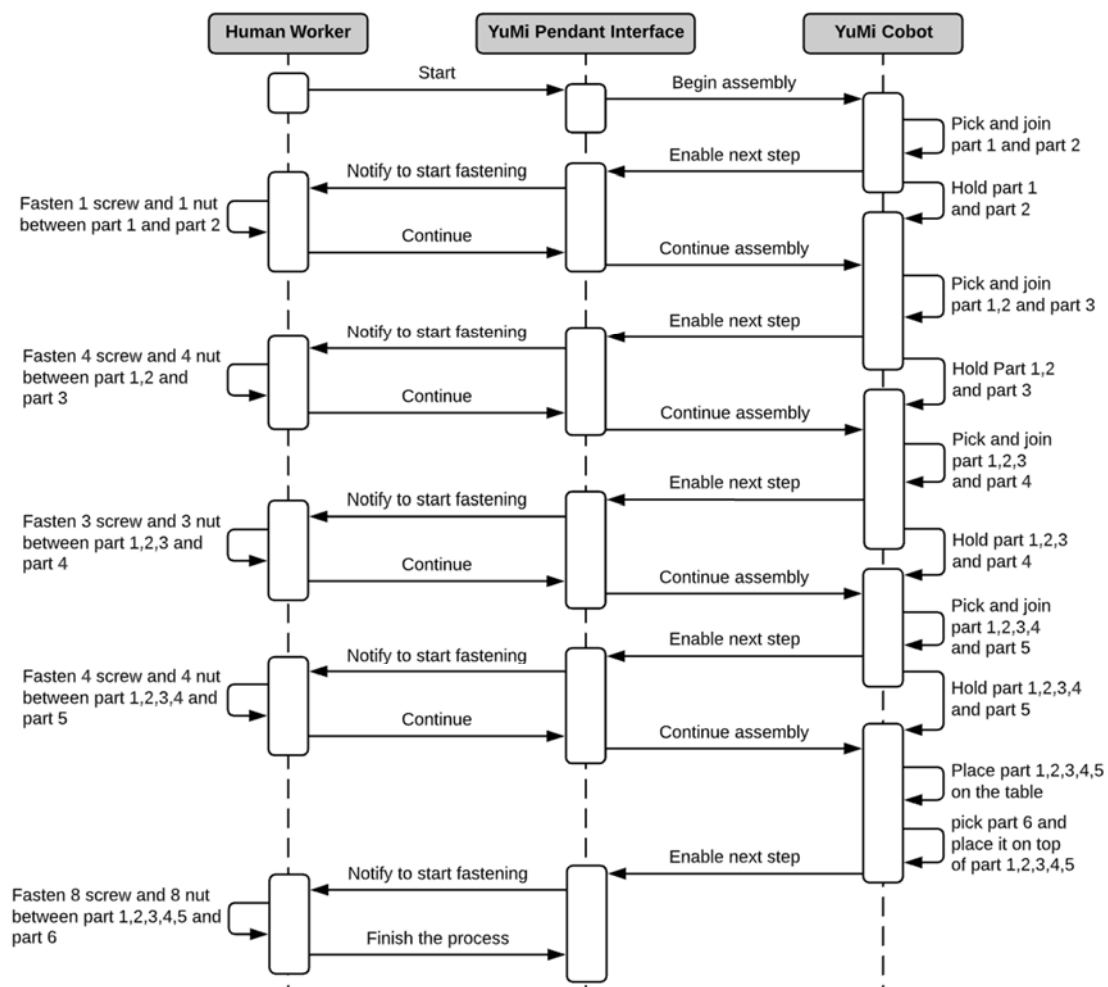 Human Worker
YuMi Pendant Interface
YuMi Cobot
Start
Begin assembly
Pick and join
part 1 and part 2
Enable next step
Notify to start fastening
Hold part 1
and part 2
Fasten 1 screw and 1 nut
between part 1 and part 2
Continue
Continue assembly
Pick and join
part 1,2 and part 3
Enable next step
Notify to start fastening
Fasten 4 screw and 4 nut
between part 1,2 and
part 3
Hold Part 1,2
and part 3
Continue
Continue assembly
Pick and join
part 1,2,3
and part 4
Enable next step
Notify to start fastening
Fasten 3 screw and 3 nut
between part 1,2,3 and
part 4
Hold part 1,2,3
and part 4
Continue
Continue assembly
Pick and join
part 1,2,3,4
and part 5
Enable next step
Notify to start fastening
Fasten 4 screw and 4 nut
between part 1,2,3,4 and
part 5
Hold part 1,2,3,4
and part 5
Continue
Continue assembly
Place part 1,2,3,4,5
on the table
pick part 6 and
place it on top
of part 1,2,3,4,5
Enable next step
Notify to start fastening
Fasten 8 screw and 8 nut
between part 1,2,3,4,5 and
part 6
Finish the process